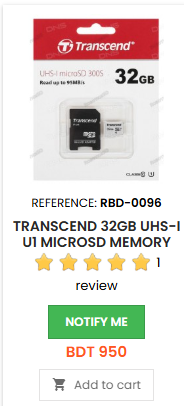 Transcend
UHS-I microSD 300S
Read up to 95MB/s
32GB
REFERENCE: RBD-0096
TRANSCEND 32GB UHS-I
U1 MICROSD MEMORY
1
review
NOTIFY ME
BDT 950
Add to cart